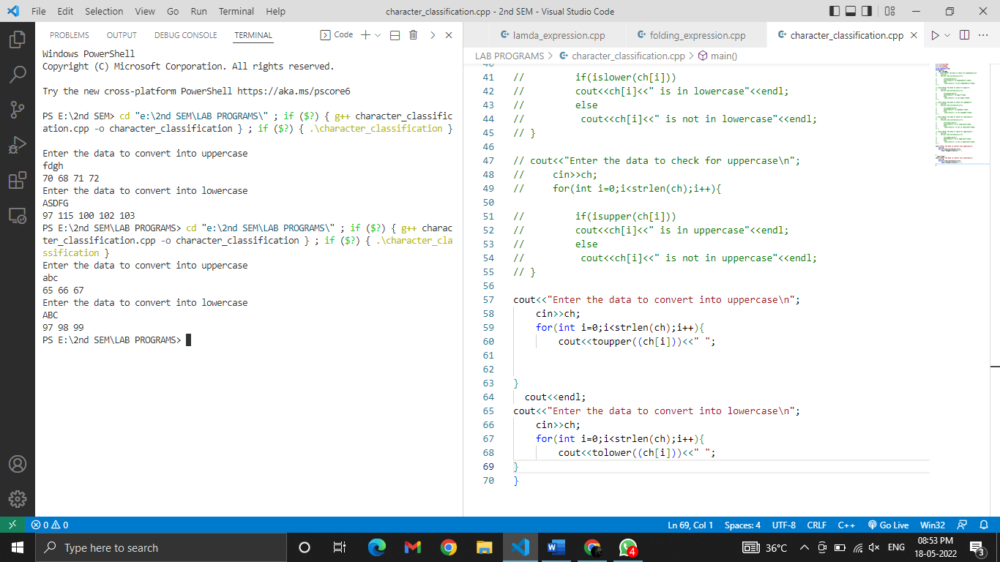 File Edit Selection View Go Run Terminal Help character_classification.cpp - 2nd SEM - Visual Studio Code
PROBLEMS OUTPUT DEBUG CONSOLE TERMINAL Code
Windows PowerShell
Copyright (C) Microsoft Corporation. All rights reserved.
Try the new cross-platform PowerShell https://aka.ms/pscore6
PS E:\2nd SEM> cd "e:\2nd SEM\LAB PROGRAMS\" ; if ($?) { g++ character_classific
ation.cpp -o character_classification } ; if ($?) { .\character_classification }
Enter the data to convert into uppercase
fdgh
70 68 71 72
Enter the data to convert into lowercase
ASDFG
97 115 100 102 103
PS E:\2nd SEM\LAB PROGRAMS> cd "e:\2nd SEM\LAB PROGRAMS\" ; if ($?) { g++ charac
ter_classification.cpp -o character_classification } ; if ($?) { .\character_cla
ssification }
Enter the data to convert into uppercase
abc
65 66 67
Enter the data to convert into lowercase
ABC
97 98 99
PS E:\2nd SEM\LAB PROGRAMS>
lamda_expression.cpp folding_expression.cpp character_classification.cpp
LAB PROGRAMS > character_classification.cpp > main()
40
41 // if(islower(ch[i]))
42 // cout<<ch[i]<<" is in lowercase"<<endl;
43 // else
44 // cout<<ch[i]<<" is not in lowercase"<<endl;
45 // }
46
47 // cout<<"Enter the data to check for uppercase\n";
48 // cin>>ch;
49 // for(int i=0;i<strlen(ch);i++){
50
51 // if(isupper(ch[i]))
52 // cout<<ch[i]<<" is in uppercase"<<endl;
53 // else
54 // cout<<ch[i]<<" is not in uppercase"<<endl;
55 // }
56
57 cout<<"Enter the data to convert into uppercase\n";
58 cin>>ch;
59 for(int i=0;i<strlen(ch);i++){
60 cout<<toupper((ch[i]))<<" ";
61
62
63 }
64 cout<<endl;
65 cout<<"Enter the data to convert into lowercase\n";
66 cin>>ch;
67 for(int i=0;i<strlen(ch);i++){
68 cout<<tolower((ch[i]))<<" ";
69 }
70 }
0 0 Ln 69, Col 1 Spaces: 4 UTF-8 CRLF C++ Go Live Win32
Type here to search 4 36°C ENG 08:53 PM
18-05-2022 3